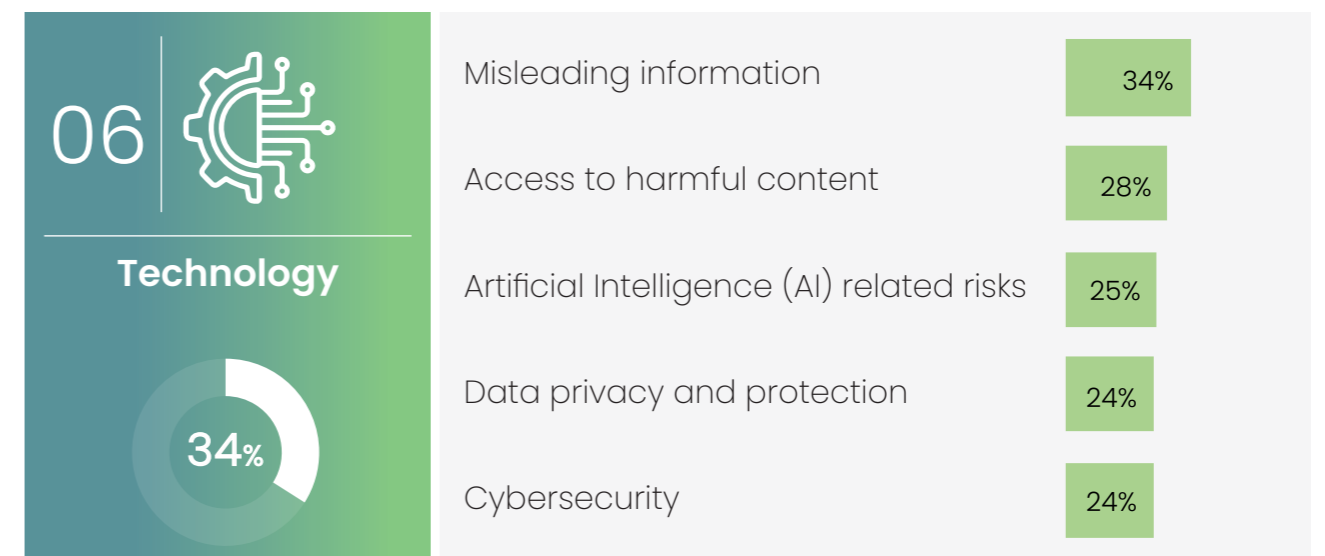 06
Technology
34%
Misleading information
34%
Access to harmful content
28%
Artificial Intelligence (AI) related risks
25%
Data privacy and protection
24%
Cybersecurity
24%